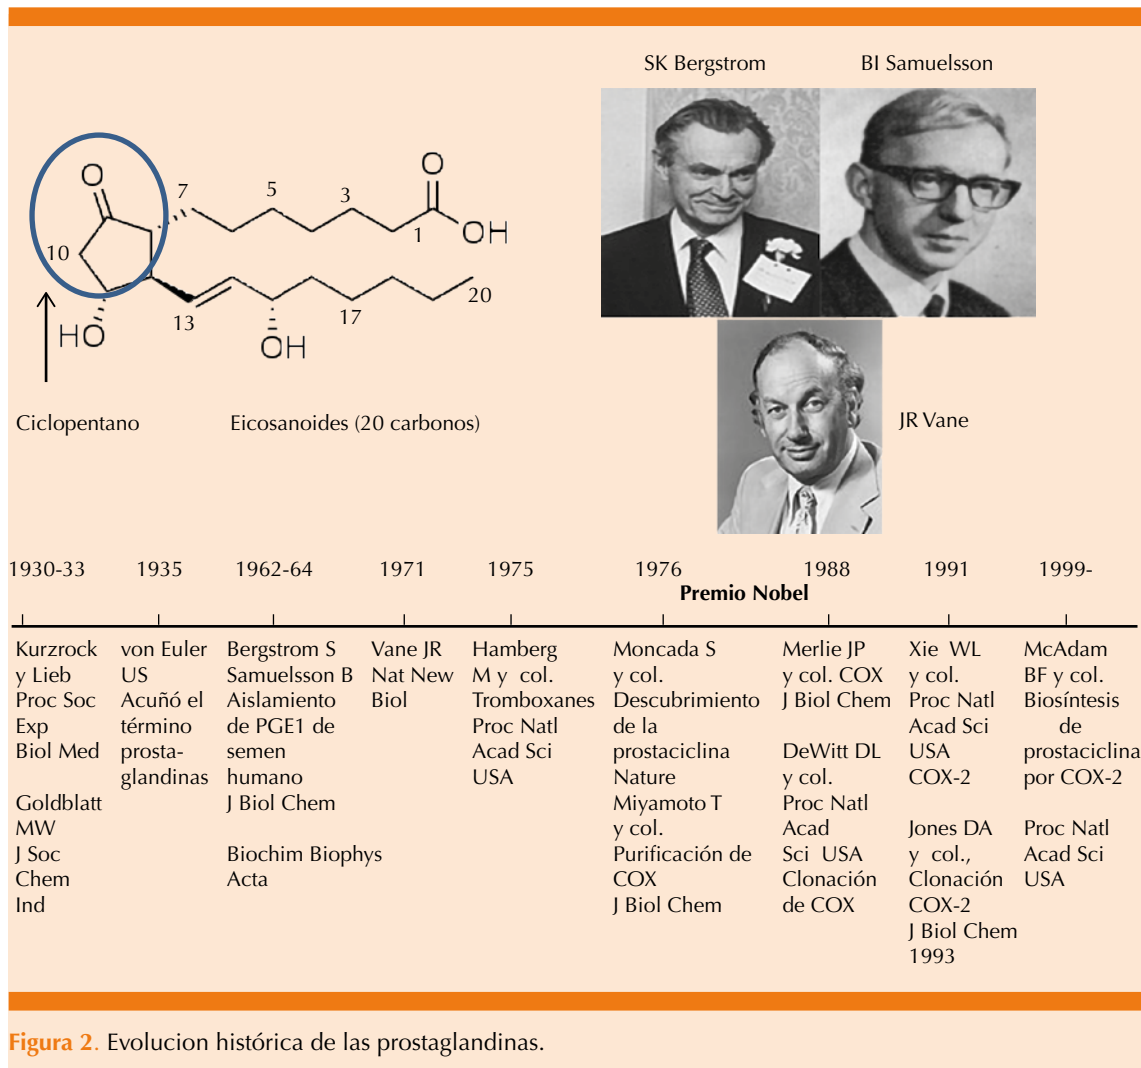 SK Bergstrom
BI Samuelsson
JR Vane
O
7
5
3
O
1
OH
10
HO
13
OH
17
20
Ciclopentano
Eicosanoides (20 carbonos)
1930-33
1935
1962-64
1971
1975
1976
1988
1991
1999-
Premio Nobel
Kurzrock
y Lieb
Proc Soc
Exp
Biol Med
Goldblatt
MW
J Soc
Chem
Ind
von Euler
US
Acuñó el
término
prosta-
glandinas
Bergstrom S
Samuelsson B
Aislamiento
de PGE1 de
semen
humano
J Biol Chem
Biochim Biophys
Acta
Vane JR
Nat New
Biol
Hamberg
M y col.
Tromboxanes
Proc Natl
Acad Sci
USA
Moncada S
y col.
Descubrimiento
de la
prostaciclina
Nature
Miyamoto T
y col.
Purificación de
COX
J Biol Chem
Merlie JP
y col. COX
J Biol Chem
DeWitt DL
y col.
Proc Natl
Acad
Sci USA
Clonación
de COX
Xie WL
y col.
Proc Natl
Acad Sci
USA
COX-2
Jones DA
y col.,
Clonación
COX-2
J Biol Chem
1993
McAdam
BF y col.
Biosíntesis
de
prostaciclina
por COX-2
Proc Natl
Acad Sci
USA
Figura 2. Evolucion histórica de las prostaglandinas.